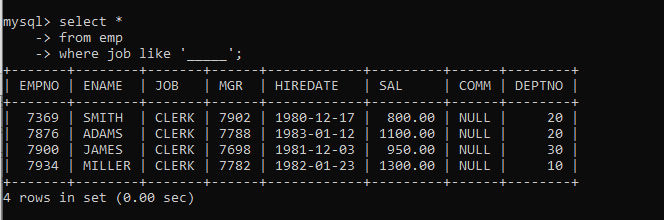 mysql> select *
    -> from emp
    -> where job like '_____';
+-------+--------+-------+------+------------+---------+------+--------+
| EMPNO | ENAME  | JOB   | MGR  | HIREDATE   | SAL     | COMM | DEPTNO |
+-------+--------+-------+------+------------+---------+------+--------+
|  7369 | SMITH  | CLERK | 7902 | 1980-12-17 |  800.00 | NULL |     20 |
|  7876 | ADAMS  | CLERK | 7788 | 1983-01-12 | 1100.00 | NULL |     20 |
|  7900 | JAMES  | CLERK | 7698 | 1981-12-03 |  950.00 | NULL |     30 |
|  7934 | MILLER | CLERK | 7782 | 1982-01-23 | 1300.00 | NULL |     10 |
+-------+--------+-------+------+------------+---------+------+--------+
4 rows in set (0.00 sec)